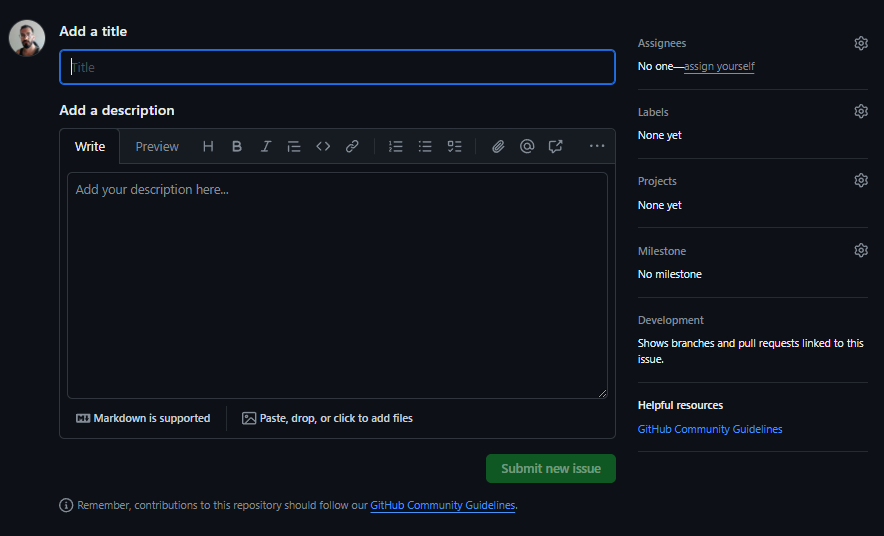 Add a title
Title
Add a description
Write Preview H B I
Add your description here...
Markdown is supported Paste, drop, or click to add files
Submit new issue
Remember, contributions to this repository should follow our GitHub Community Guidelines.
Assignees
No one—assign yourself
Labels
None yet
Projects
None yet
Milestone
No milestone
Development
Shows branches and pull requests linked to this
issue.
Helpful resources
GitHub Community Guidelines